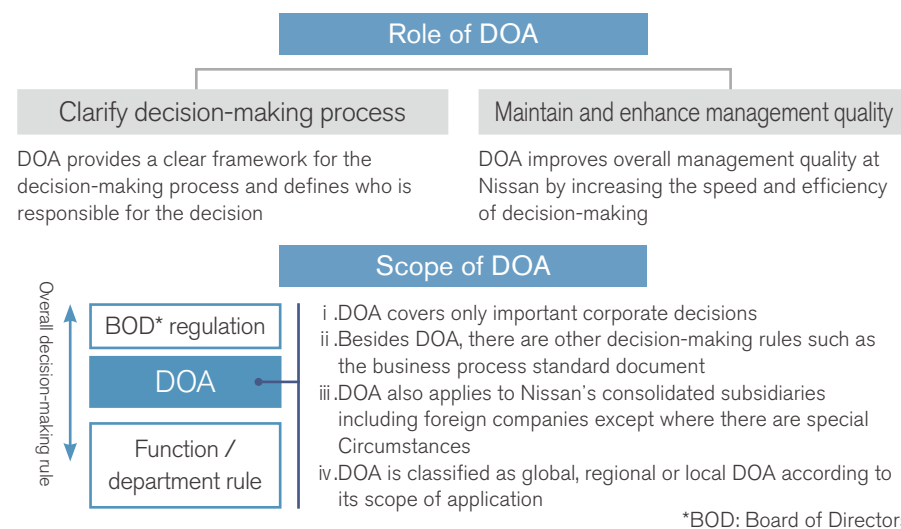 Role of DOA
Clarify decision-making process
Maintain and enhance management quality
DOA provides a clear framework for the
decision-making process and defines who is
responsible for the decision
DOA improves overall management quality at
Nissan by increasing the speed and efficiency
of decision-making
Scope of DOA
Overall decision-making rule
BOD* regulation
DOA
Function /
department rule
i .DOA covers only important corporate decisions
ii .Besides DOA, there are other decision-making rules such as
the business process standard document
iii .DOA also applies to Nissan's consolidated subsidiaries
including foreign companies except where there are special
Circumstances
iv .DOA is classified as global, regional or local DOA according to
its scope of application
*BOD: Board of Directors